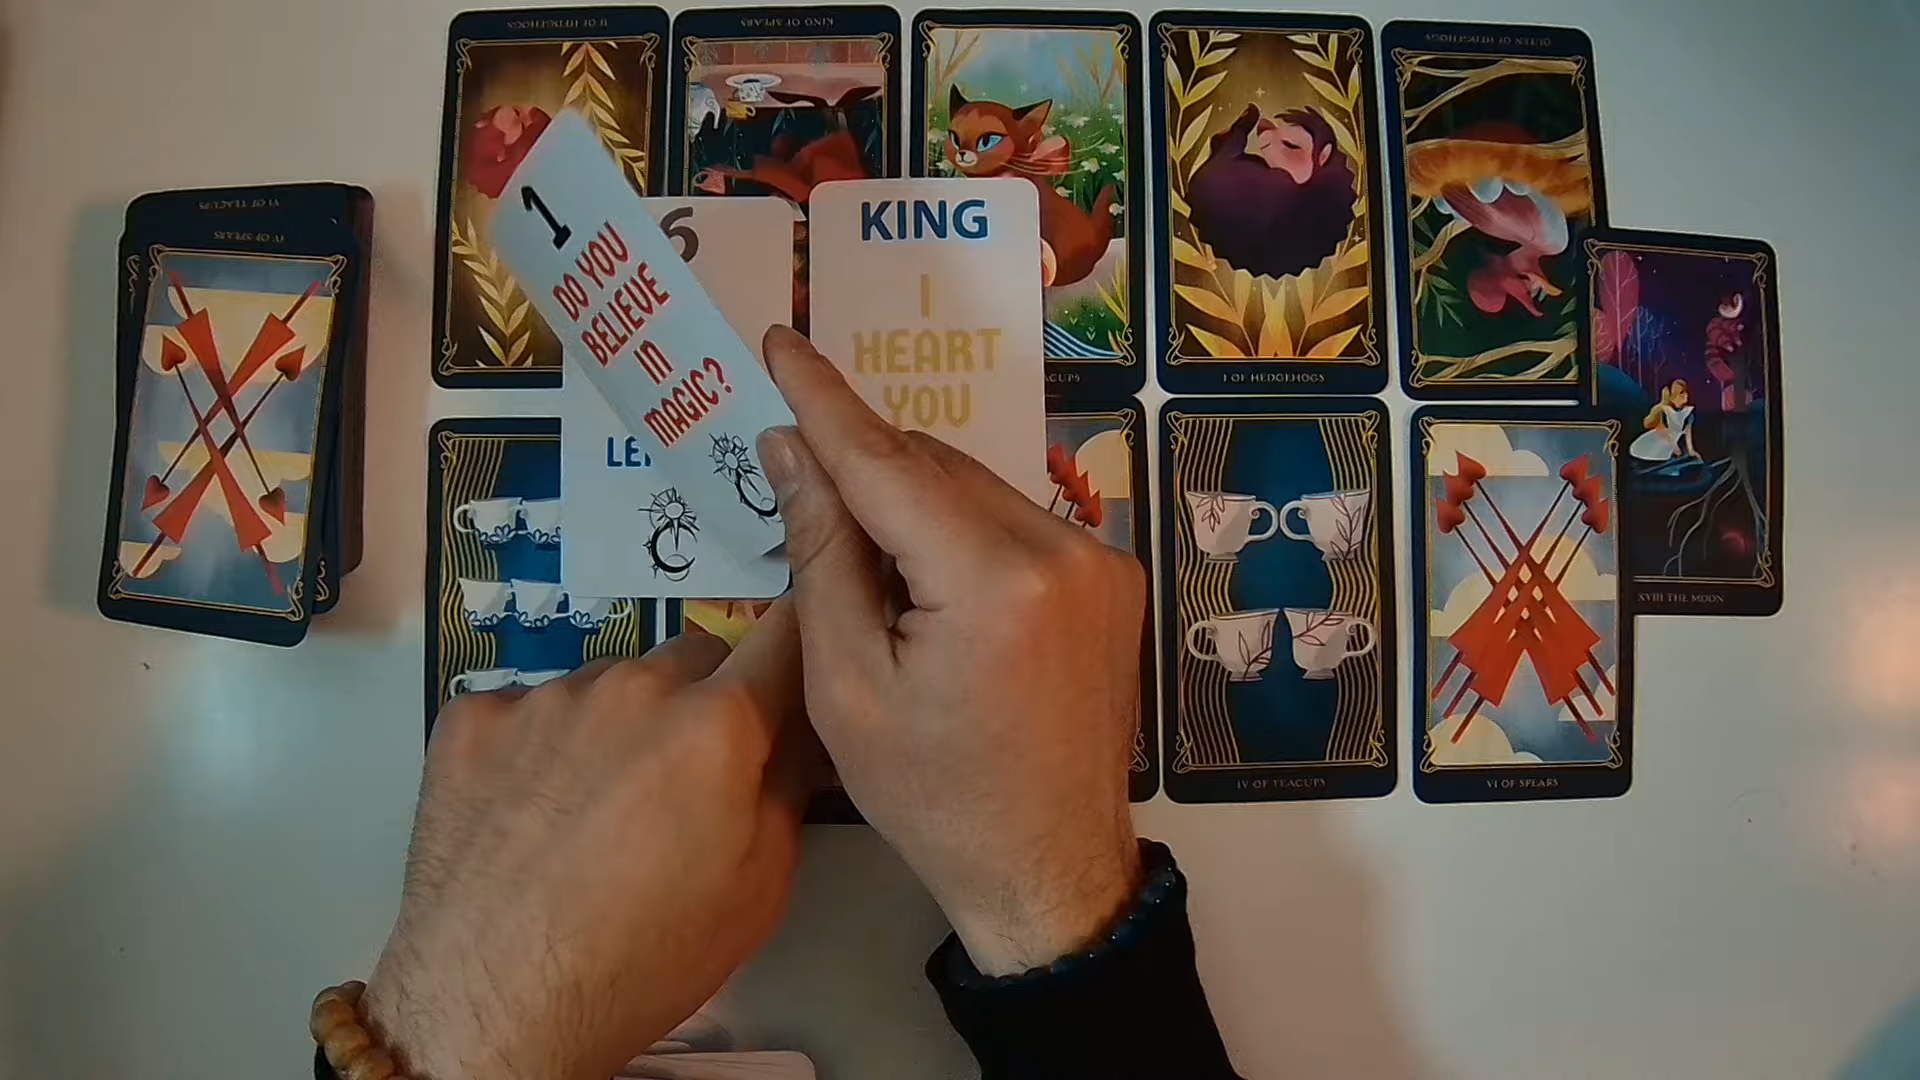 II OF HEDGEHOGS
KING OF SPEARS
QUEEN OF HEDGEHOGS
VI OF TEACUPS
IV OF SPEARS
1
DO YOU
BELIEVE
IN
MAGIC?
6
KING
I
HEART
YOU
I OF HEDGEHOGS
XVIII THE MOON
IV OF TEACUPS
VI OF SPEARS